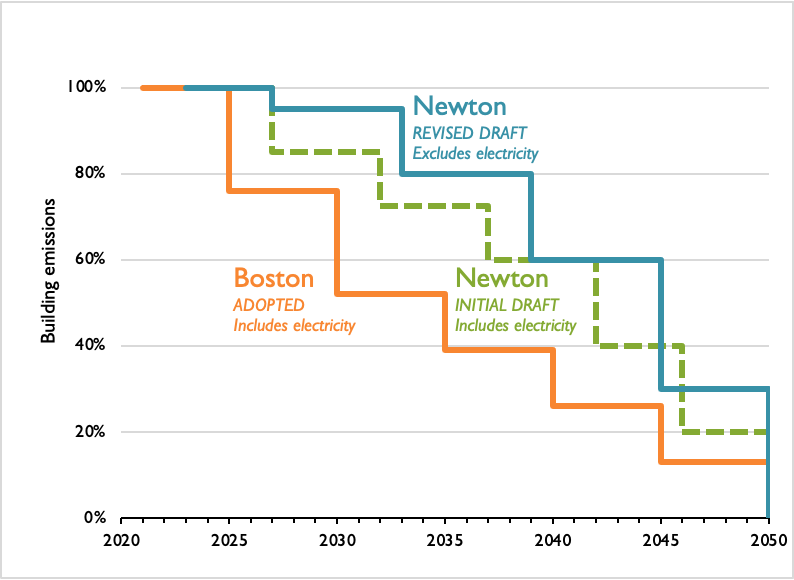 100%
80%
60%
40%
20%
0%
Building emissions
Newton
REVISED DRAFT
Excludes electricity
Boston
ADOPTED
Includes electricity
Newton
INITIAL DRAFT
Includes electricity
2020 2025 2030 2035 2040 2045 2050